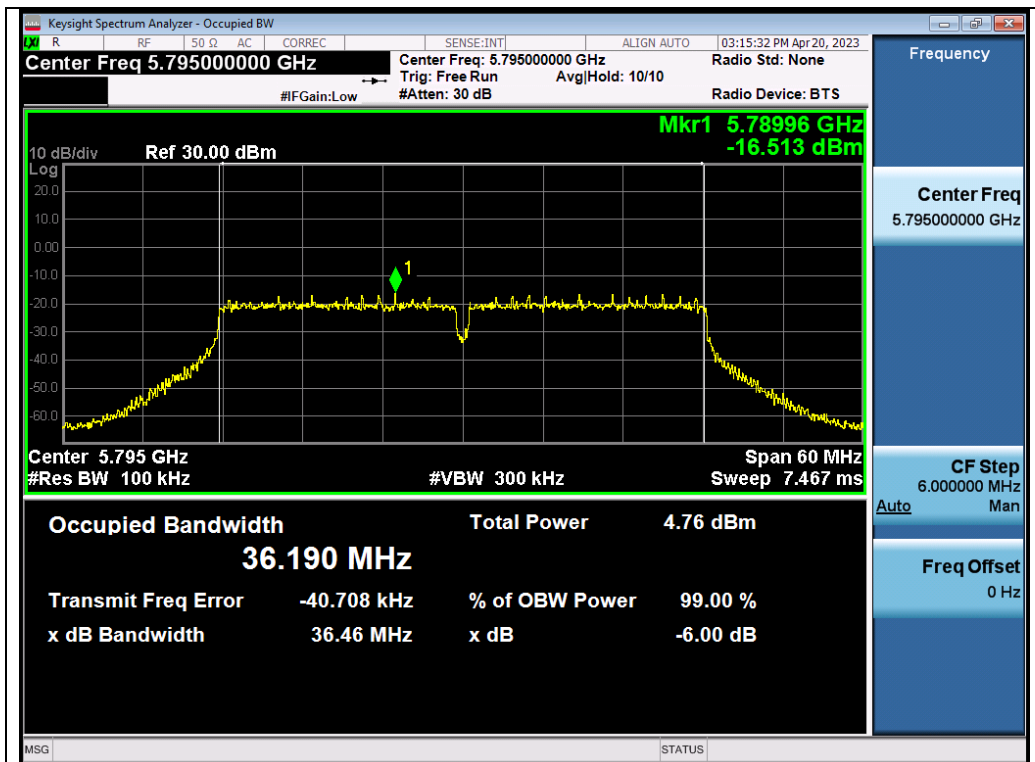 Keysight Spectrum Analyzer - Occupied BW
LXI R RF 50 Ω AC CORREC SENSE:INT ALIGN AUTO 03:15:32 PM Apr 20, 2023
Center Freq 5.795000000 GHz
Center Freq: 5.795000000 GHz Radio Std: None
Trig: Free Run Avg|Hold: 10/10
#IFGain:Low #Atten: 30 dB Radio Device: BTS
Mkr1 5.78996 GHz
-16.513 dBm
10 dB/div Ref 30.00 dBm
Log
20.0
10.0
0.00
-10.0
1
-20.0
-30.0
-40.0
-50.0
-60.0
Center 5.795 GHz Span 60 MHz
#Res BW 100 kHz #VBW 300 kHz Sweep 7.467 ms
Occupied Bandwidth Total Power 4.76 dBm
36.190 MHz
Transmit Freq Error -40.708 kHz % of OBW Power 99.00 %
x dB Bandwidth 36.46 MHz x dB -6.00 dB
Frequency
Center Freq
5.795000000 GHz
CF Step
6.000000 MHz
Auto Man
Freq Offset
0 Hz
MSG STATUS